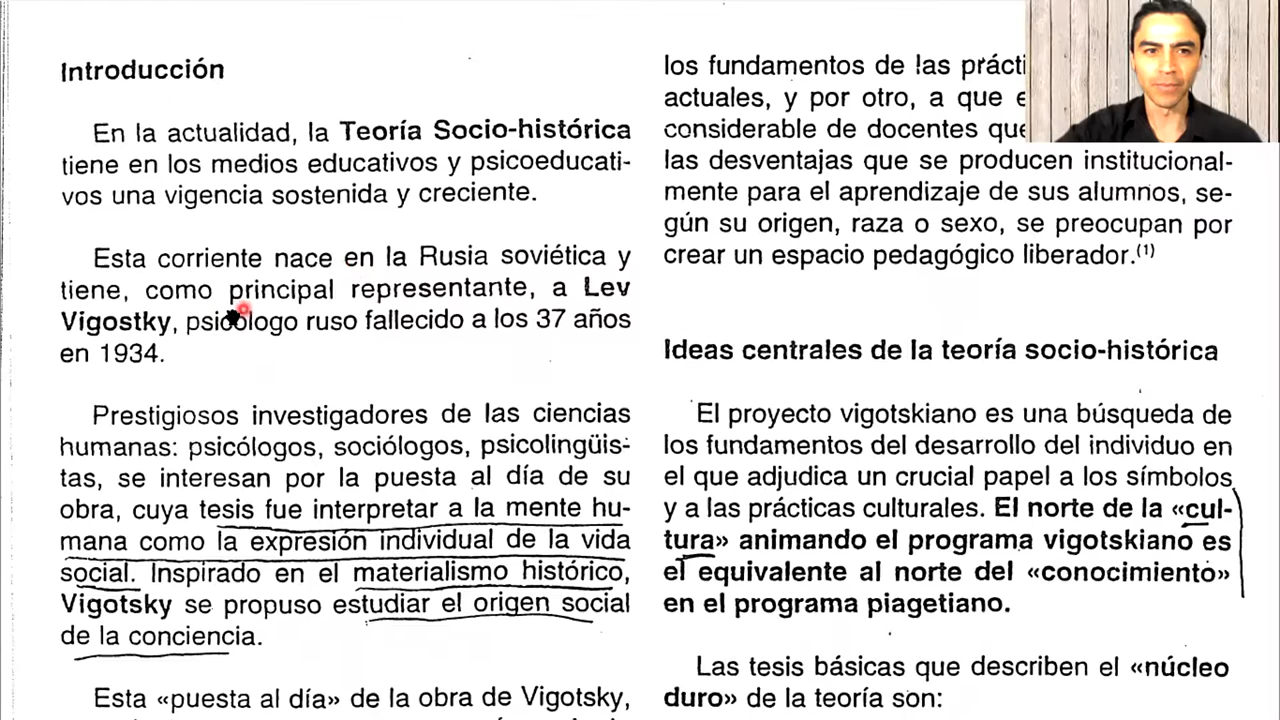 Introducción
En la actualidad, la Teoría Socio-histórica
tiene en los medios educativos y psicoeducati-
vos una vigencia sostenida y creciente.
Esta corriente nace en la Rusia soviética y
tiene, como principal representante, a Lev
Vigostky, psicólogo ruso fallecido a los 37 años
en 1934.
Prestigiosos investigadores de las ciencias
humanas: psicólogos, sociólogos, psicolingüis-
tas, se interesan por la puesta al día de su
obra, cuya tesis fue interpretar a la mente hu-
mana como la expresión individual de la vida
social. Inspirado en el materialismo histórico,
Vigotsky se propuso estudiar el origen social
de la conciencia.
Esta «puesta al día» de la obra de Vigotsky,
los fundamentos de las
actuales, y por otro, a que
considerable de docentes
las desventajas que se producen institucional-
mente para el aprendizaje de sus alumnos, se-
gún su origen, raza o sexo, se preocupan por
crear un espacio pedagógico liberador.(1)
Ideas centrales de la teoría socio-histórica
El proyecto vigotskiano es una búsqueda de
los fundamentos del desarrollo del individuo en
el que adjudica un crucial papel a los símbolos
y a las prácticas culturales. El norte de la «cul-
tura» animando el programa vigotskiano es
el equivalente al norte del «conocimiento»
en el programa piagetiano.
Las tesis básicas que describen el «núcleo
duro» de la teoría son: